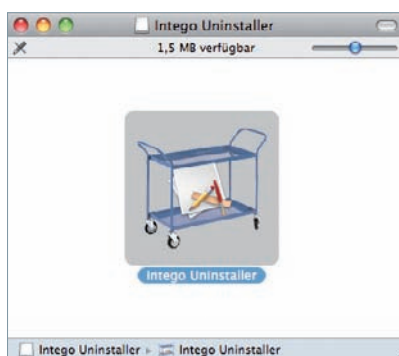 Intego Uninstaller
1,5 MB verfügbar
Intego Uninstaller
Intego Uninstaller ▸ Intego Uninstaller